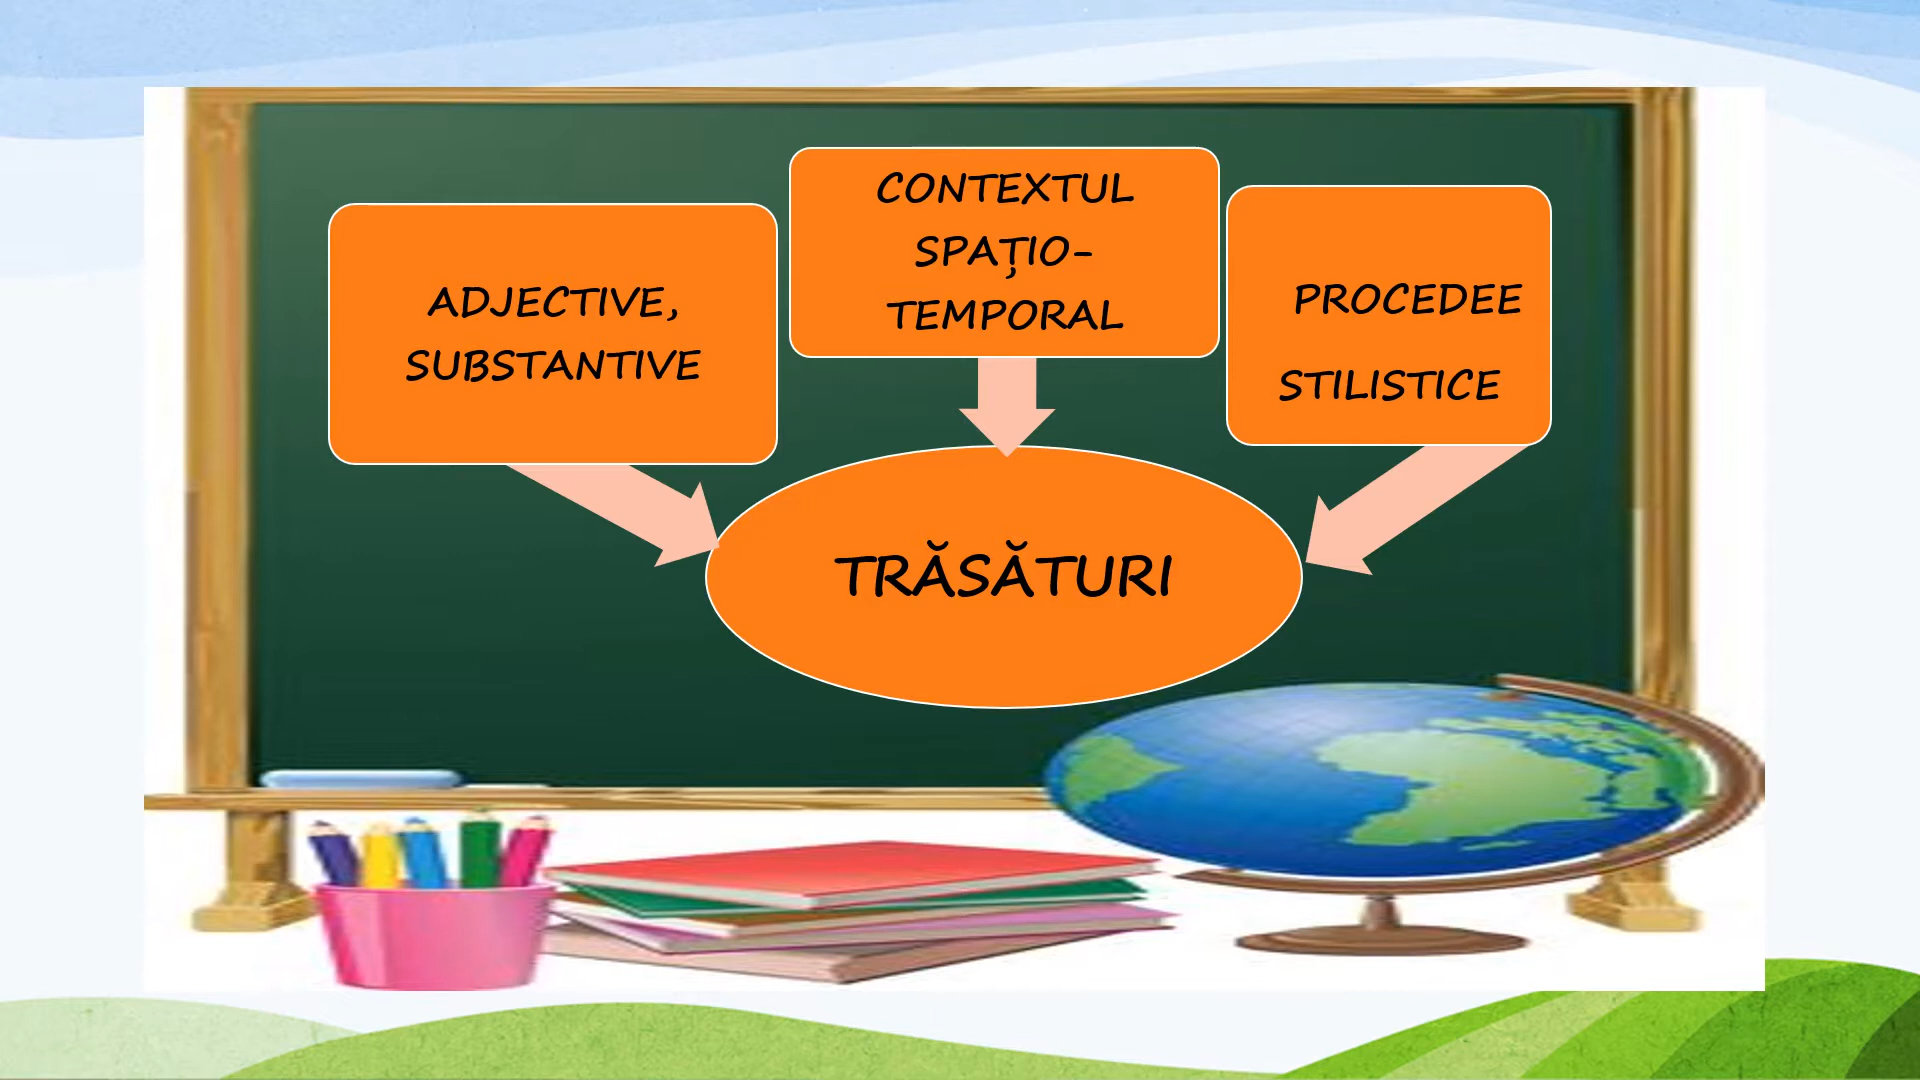 ADJECTIVE,
SUBSTANTIVE
CONTEXTUL
SPAȚIO-
TEMPORAL
PROCEDEE
STILISTICE
TRĂSĂTURI